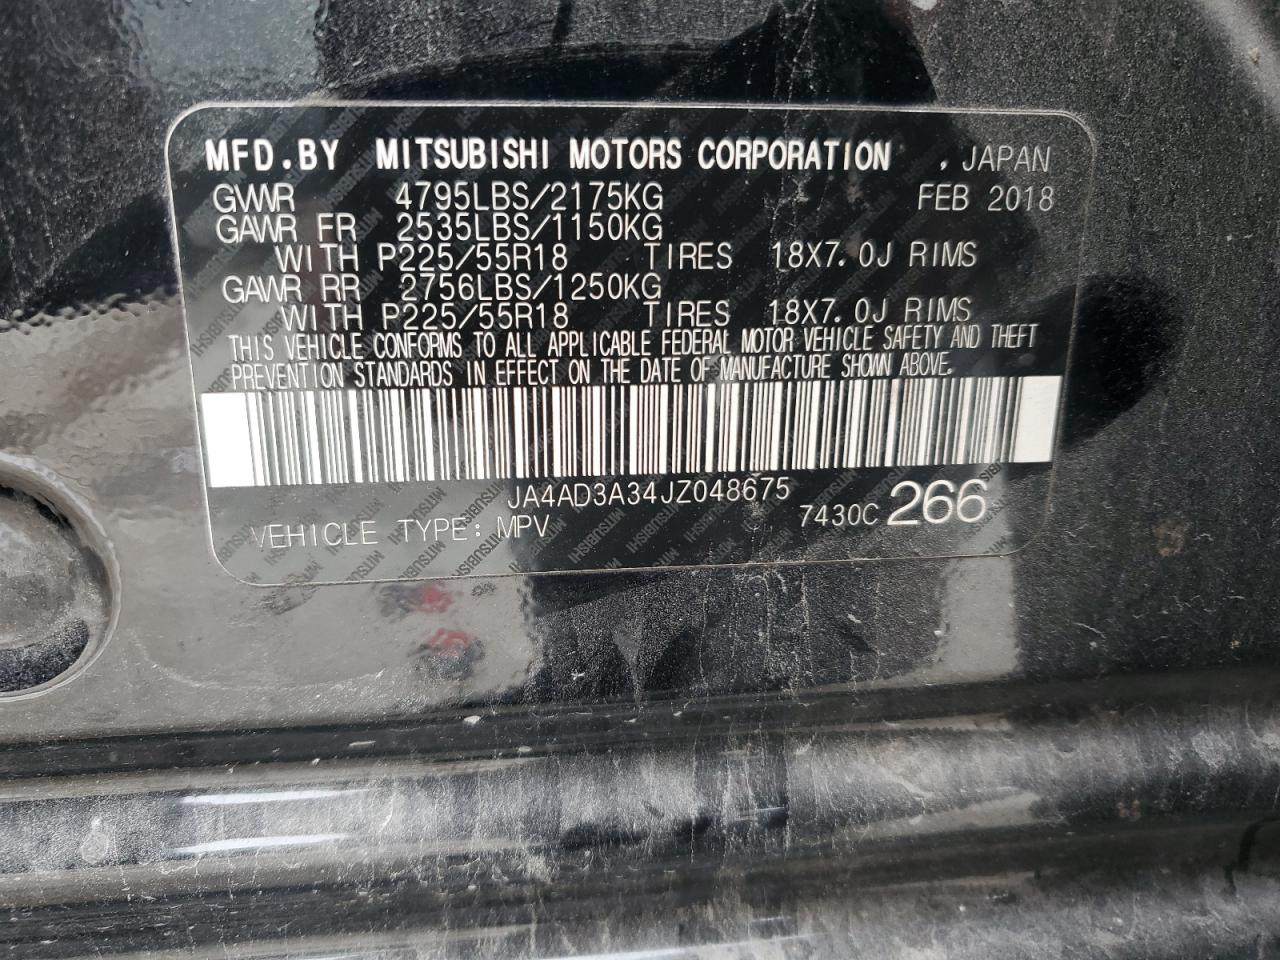 MFD.BY MITSUBISHI MOTORS CORPORATION , JAPAN
GVWR 4795LBS/2175KG FEB 2018
GAWR FR 2535LBS/1150KG
WITH P225/55R18 TIRES 18X7.0J RIMS
GAWR RR 2756LBS/1250KG
WITH P225/55R18 TIRES 18X7.0J RIMS
THIS VEHICLE CONFORMS TO ALL APPLICABLE FEDERAL MOTOR VEHICLE SAFETY AND THEFT
PREVENTION STANDARDS IN EFFECT ON THE DATE OF MANUFACTURE SHOWN ABOVE.
JA4AD3A34JZ048675
VEHICLE TYPE: MPV 7430C 266